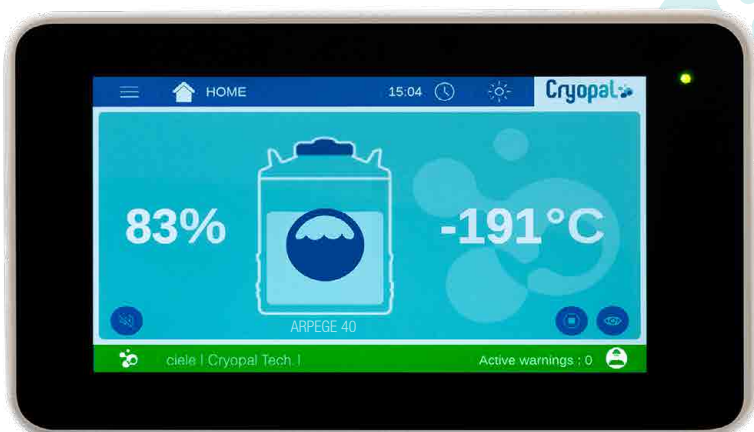 HOME
15:04
Cryopal
83%
-191°C
ARPEGE 40
ciele | Cryopal Tech. |
Active warnings : 0